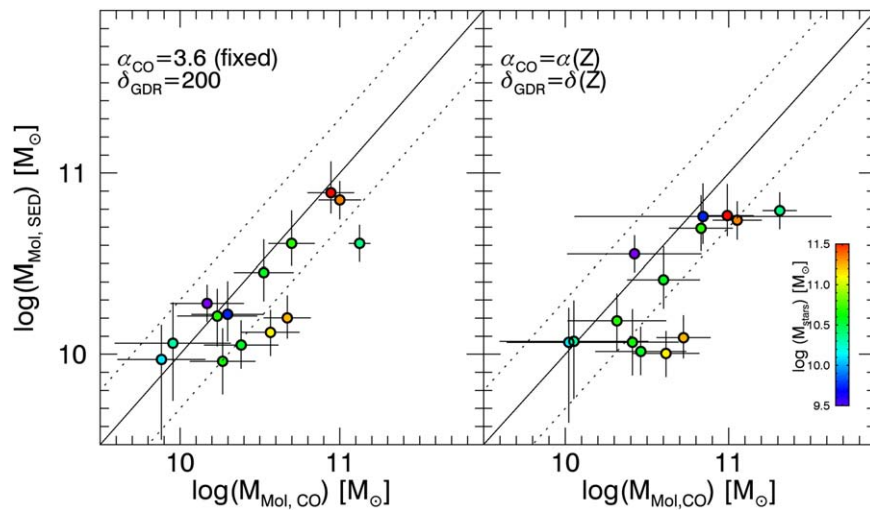 α_CO=3.6 (fixed)
δ_GDR=200
α_CO=α(Z)
δ_GDR=δ(Z)
log(M_Mol, SED) [M_⊙]
11
10
10
11
10
11
log(M_Mol, CO) [M_⊙]
log(M_Mol,CO) [M_⊙]
log (M_stars) [M_⊙]
11.5
11.0
10.5
10.0
9.5